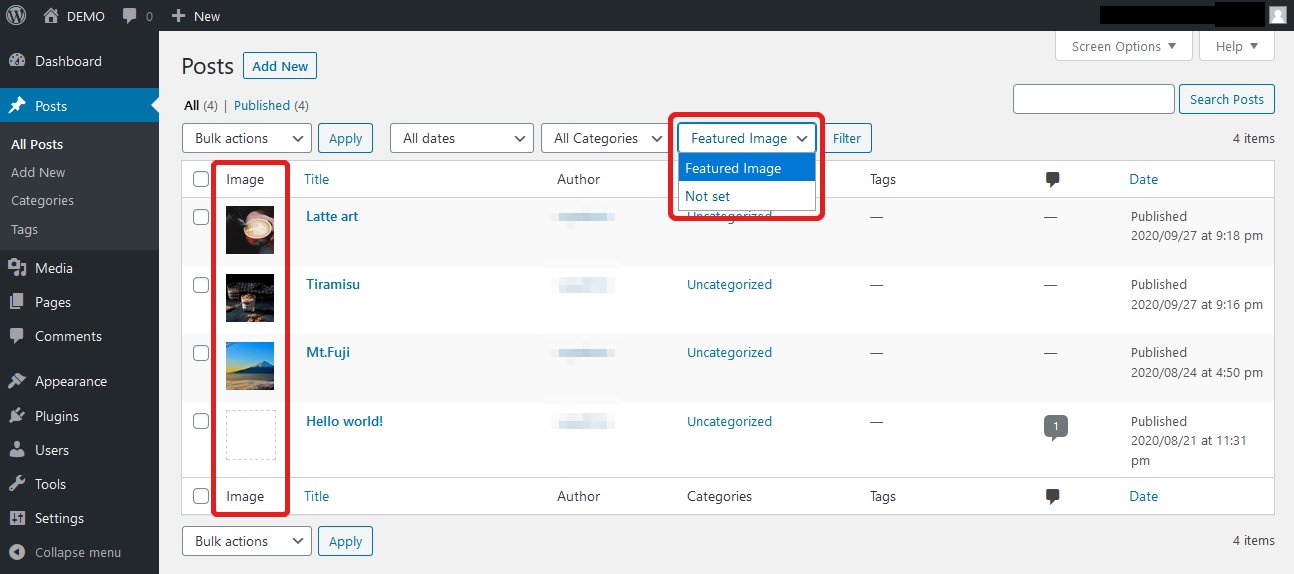 DEMO 0 New
Screen Options Help
Dashboard
Posts
All Posts
Add New
Categories
Tags
Media
Pages
Comments
Appearance
Plugins
Users
Tools
Settings
Collapse menu
Posts Add New
All (4) | Published (4)
Search Posts
Bulk actions Apply All dates All Categories Featured Image Filter 4 items
Featured Image
Not set
Image Title Author Tags Date
Latte art Uncategorized — — Published
2020/09/27 at 9:18 pm
Tiramisu Uncategorized — — Published
2020/09/27 at 9:16 pm
Mt.Fuji Uncategorized — — Published
2020/08/24 at 4:50 pm
Hello world! Uncategorized — 1 Published
2020/08/21 at 11:31
pm
Image Title Author Categories Tags Date
Bulk actions Apply 4 items